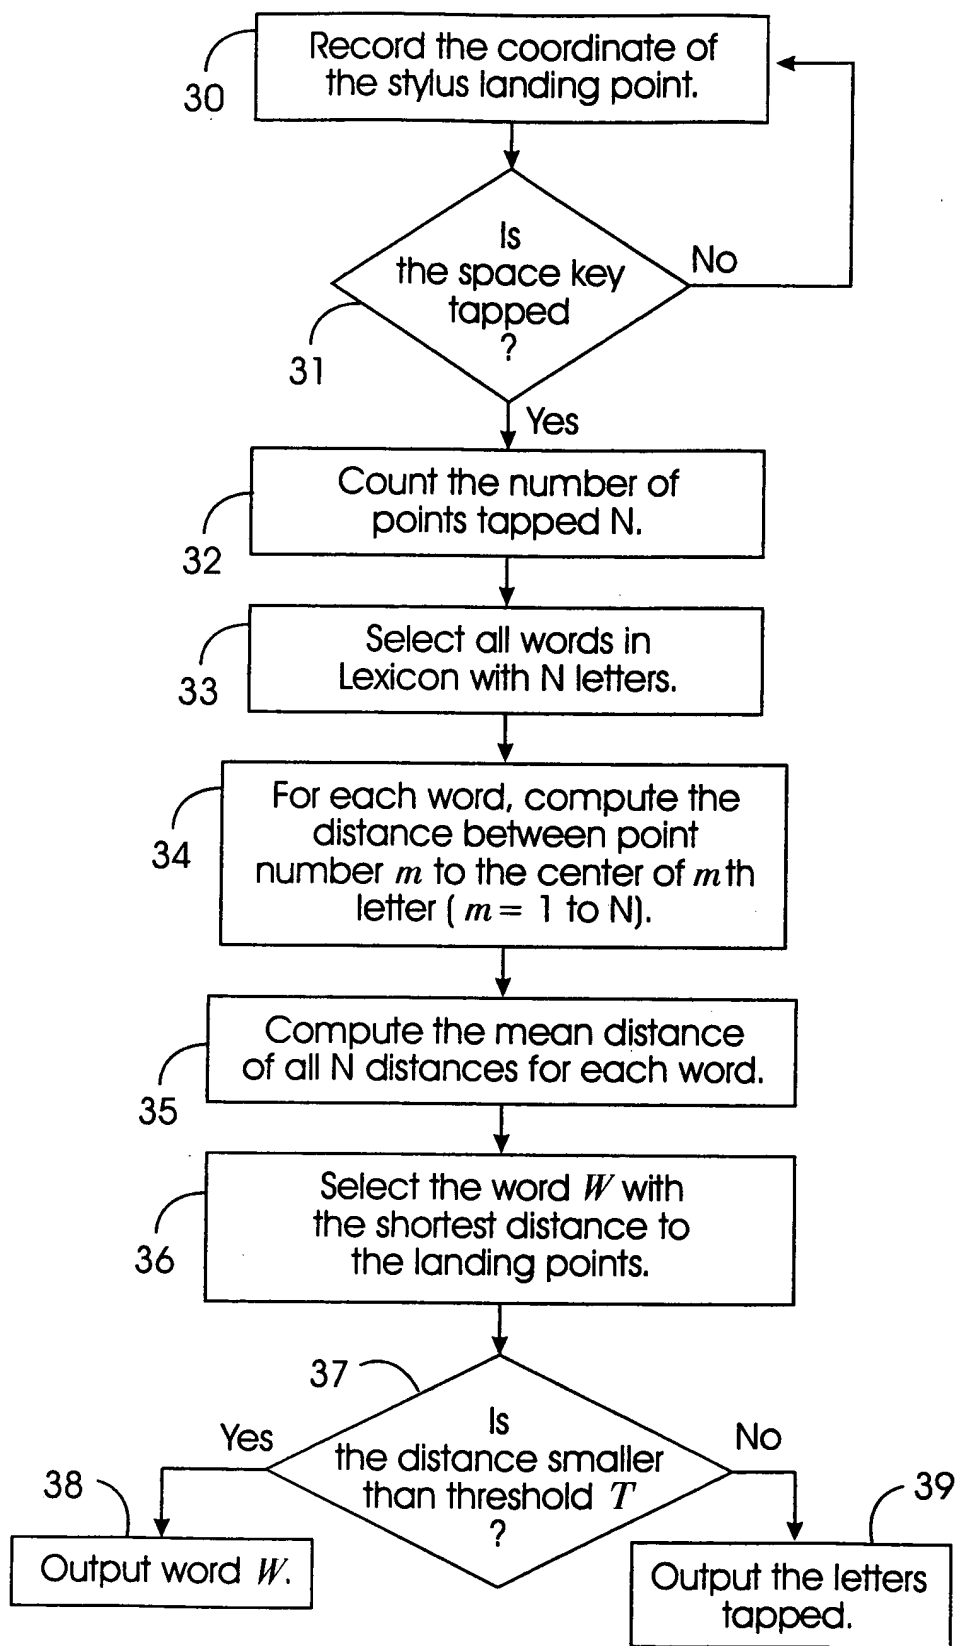 Record the coordinate of
the stylus landing point.
30
Is
the space key
tapped
?
No
31
Yes
Count the number of
points tapped N.
32
Select all words in
Lexicon with N letters.
33
For each word, compute the
distance between point
number m to the center of mth
letter ( m = 1 to N).
34
Compute the mean distance
of all N distances for each word.
35
Select the word W with
the shortest distance to
the landing points.
36
37
Is
the distance smaller
than threshold T
?
Yes
No
38
39
Output word W.
Output the letters
tapped.